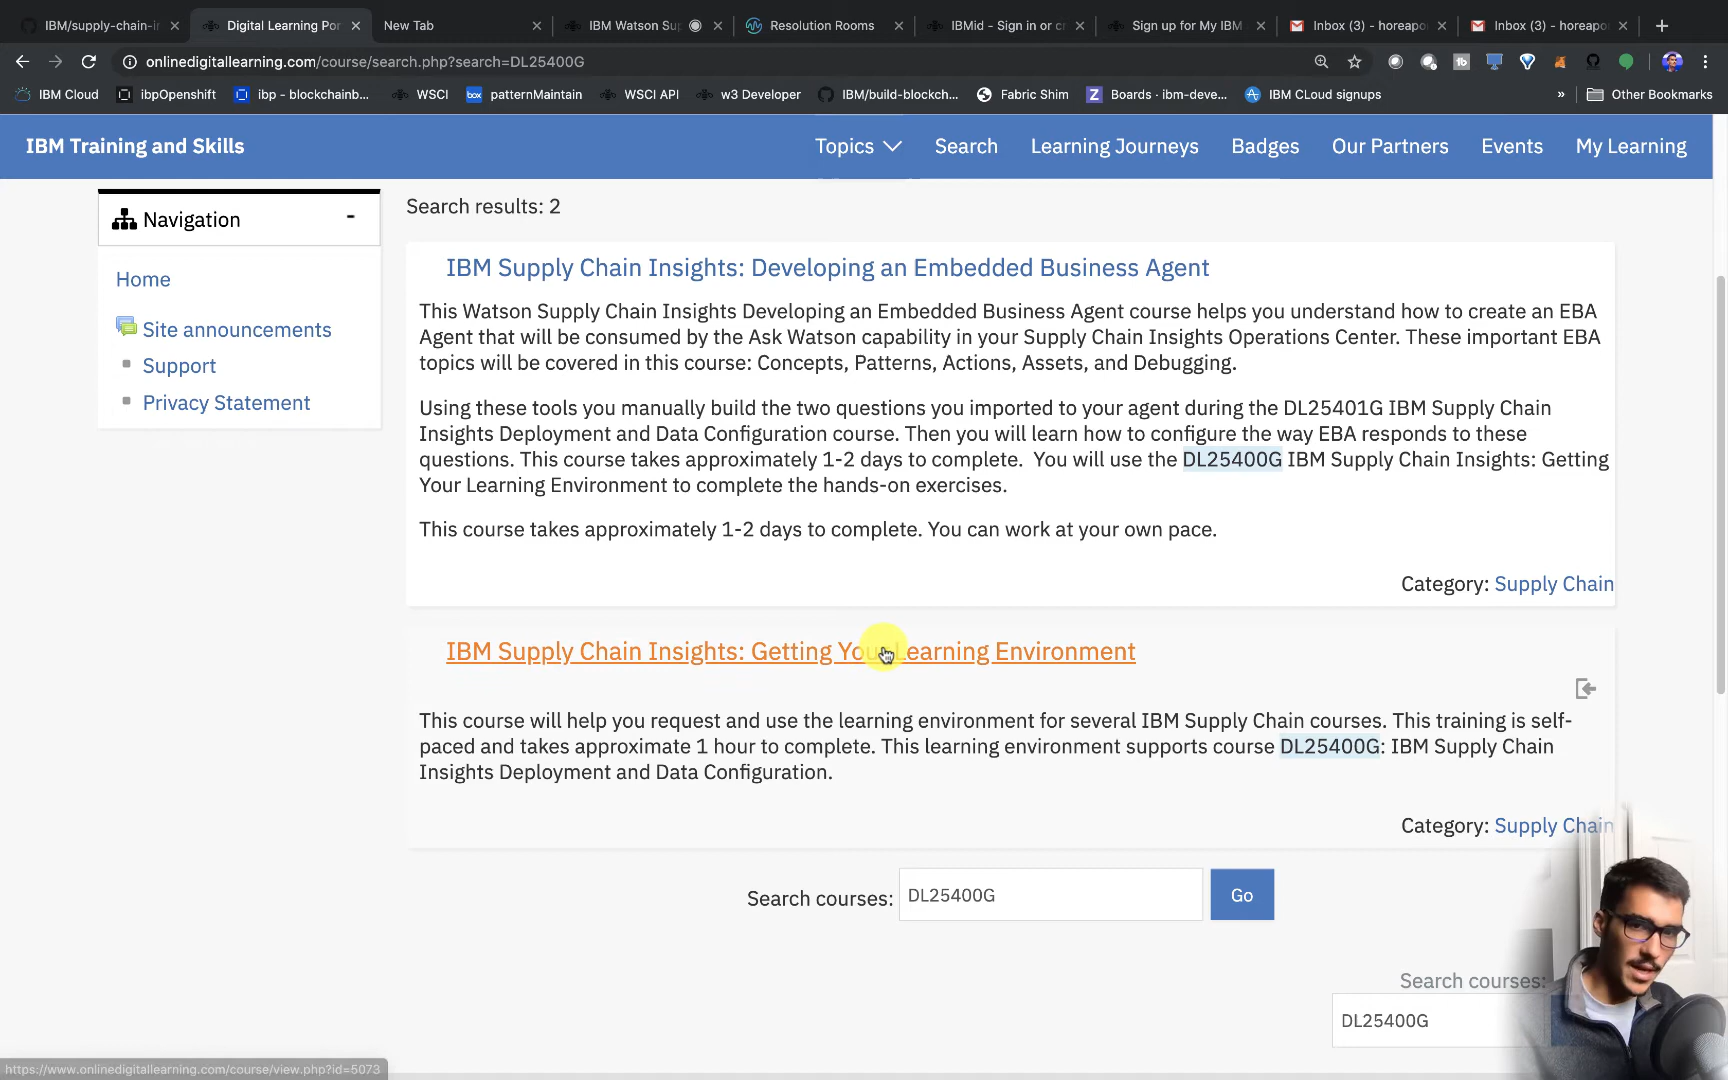 IBM/supply-chain-in
Digital Learning Por
New Tab
IBM Watson Sup
Resolution Rooms
IBMid - Sign in or cr
Sign up for My IBM
Inbox (3) - horeapo
Inbox (3) - horeapo
onlinedigitallearning.com/course/search.php?search=DL25400G
IBM Cloud
ibpOpenshift
ibp - blockchainb...
WSCI
box patternMaintain
WSCI API
w3 Developer
IBM/build-blockch...
Fabric Shim
Boards · ibm-deve...
IBM CLoud signups
» Other Bookmarks
IBM Training and Skills
Topics
Search
Learning Journeys
Badges
Our Partners
Events
My Learning
Navigation -
Home
Site announcements
Support
Privacy Statement
Search results: 2
IBM Supply Chain Insights: Developing an Embedded Business Agent
This Watson Supply Chain Insights Developing an Embedded Business Agent course helps you understand how to create an EBA
Agent that will be consumed by the Ask Watson capability in your Supply Chain Insights Operations Center. These important EBA
topics will be covered in this course: Concepts, Patterns, Actions, Assets, and Debugging.
Using these tools you manually build the two questions you imported to your agent during the DL25401G IBM Supply Chain
Insights Deployment and Data Configuration course. Then you will learn how to configure the way EBA responds to these
questions. This course takes approximately 1-2 days to complete.  You will use the DL25400G IBM Supply Chain Insights: Getting
Your Learning Environment to complete the hands-on exercises.
This course takes approximately 1-2 days to complete. You can work at your own pace.
Category: Supply Chain
IBM Supply Chain Insights: Getting Your Learning Environment
This course will help you request and use the learning environment for several IBM Supply Chain courses. This training is self-
paced and takes approximate 1 hour to complete. This learning environment supports course DL25400G: IBM Supply Chain
Insights Deployment and Data Configuration.
Category: Supply Chain
Search courses: DL25400G Go
Search courses:
DL25400G
https://www.onlinedigitallearning.com/course/view.php?id=5073